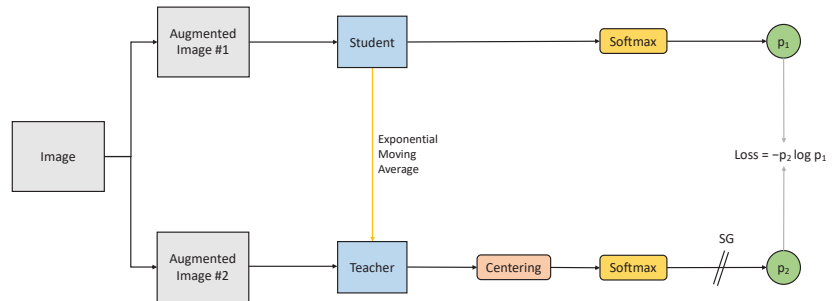 Augmented
Image #1
Student
Softmax
p₁
Image
Exponential
Moving
Average
Loss = −p₂ log p₁
Augmented
Image #2
Teacher
Centering
Softmax
SG
p₂